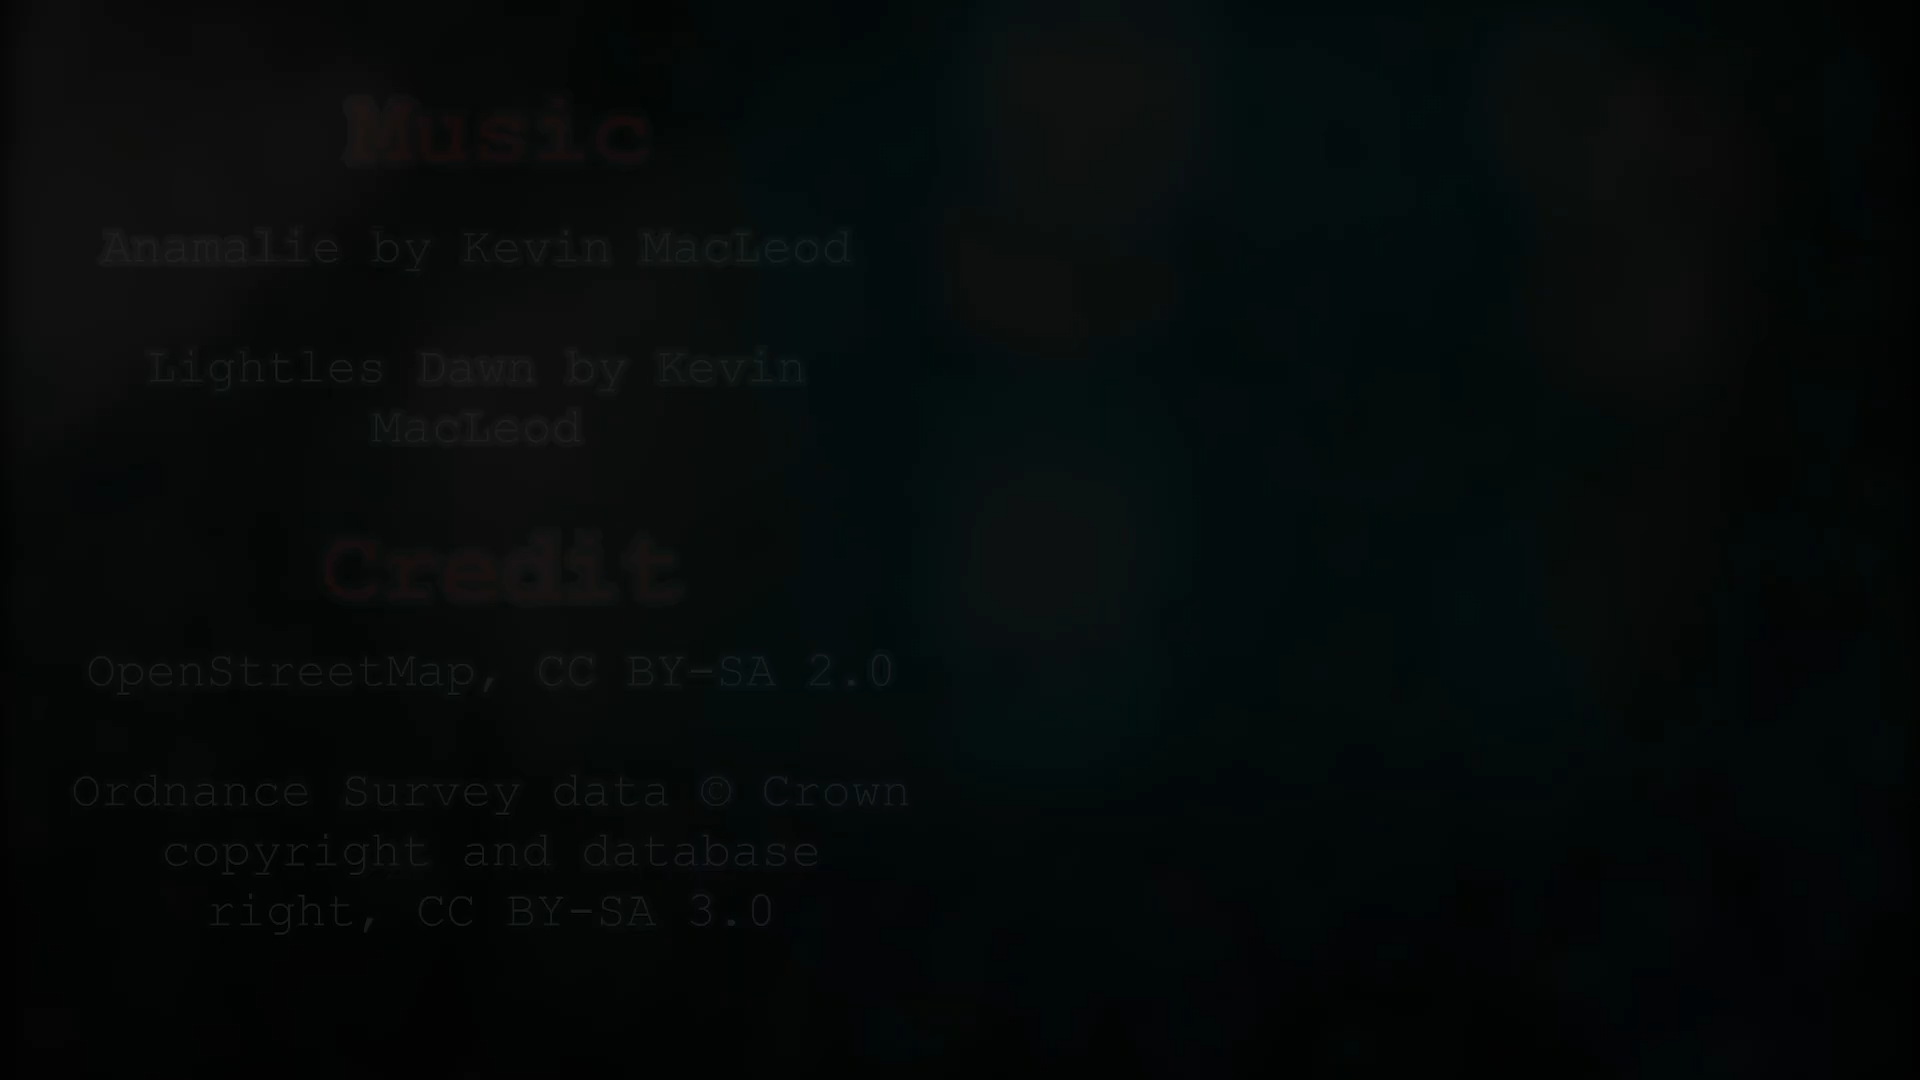 Music
Anamalie by Kevin MacLeod
Lightles Dawn by Kevin
MacLeod
Credit
OpenStreetMap, CC BY-SA 2.0
Ordnance Survey data © Crown
copyright and database
right, CC BY-SA 3.0